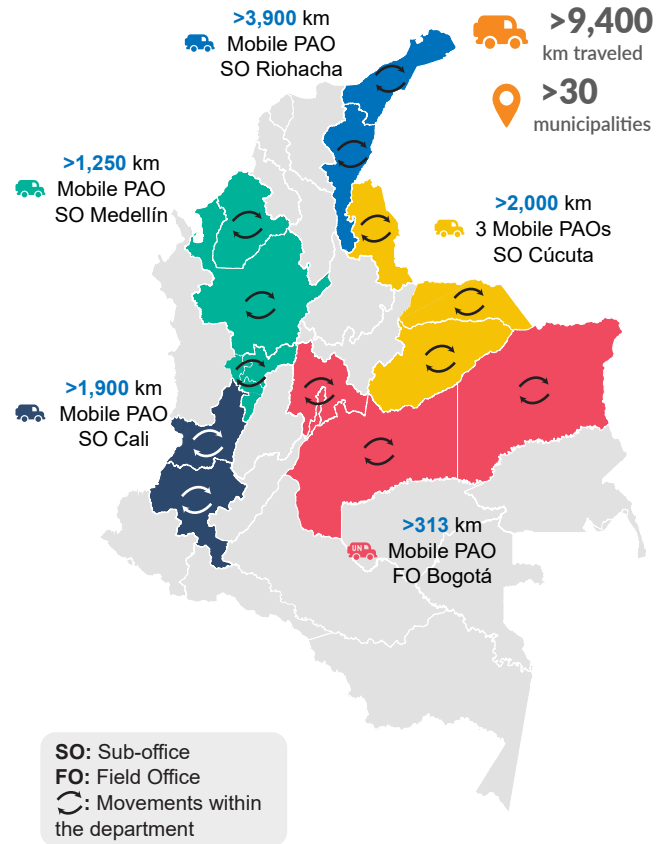 >3,900 km
Mobile PAO
SO Riohacha
>9,400
km traveled
>30
municipalities
>1,250 km
Mobile PAO
SO Medellín
>2,000 km
3 Mobile PAOs
SO Cúcuta
>1,900 km
Mobile PAO
SO Cali
>313 km
UN
Mobile PAO
FO Bogotá
SO: Sub-office
FO: Field Office
: Movements within
the department